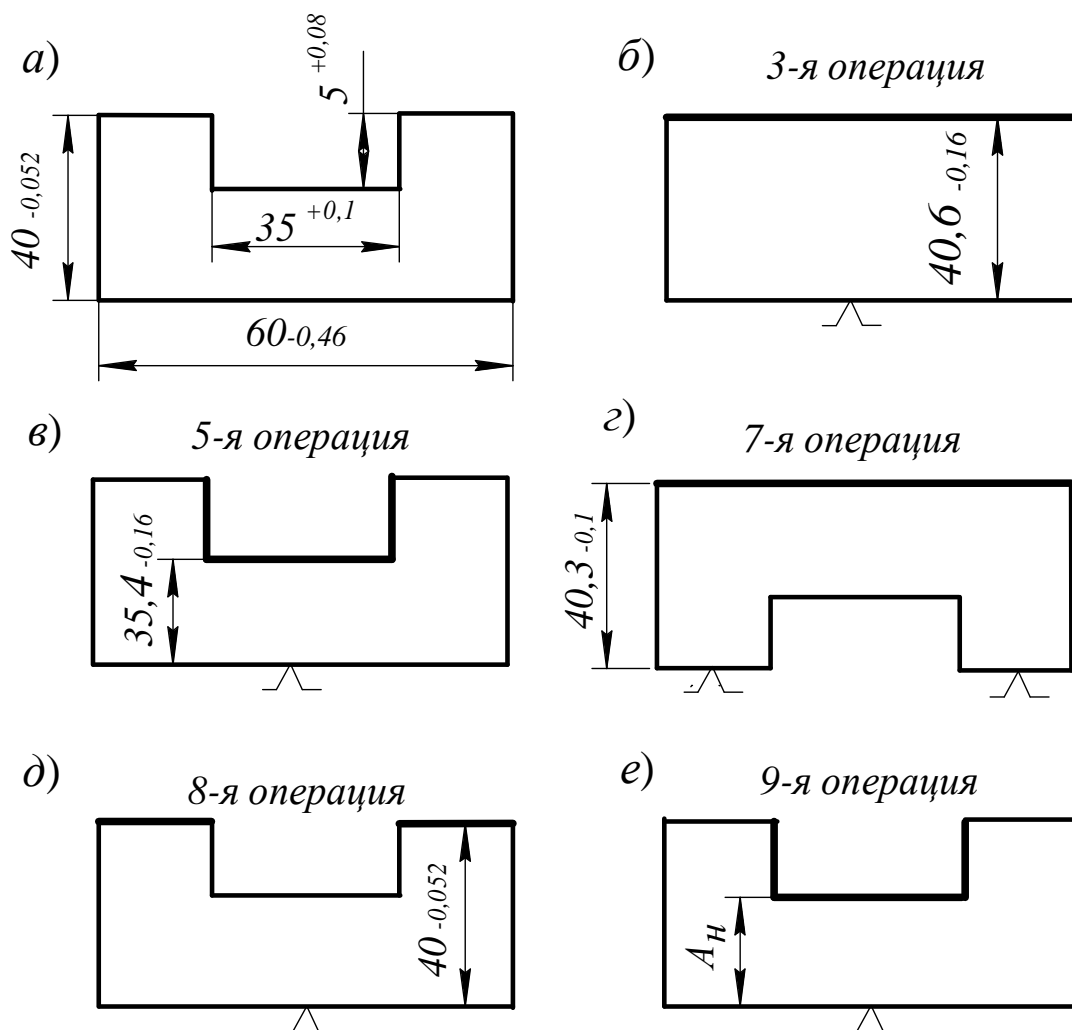 а)
5 +0,08
40 -0,052
35 +0,1
60-0,46
б)
3-я операция
40,6 -0,16
в)
5-я операция
35,4 -0,16
г)
7-я операция
40,3 -0,1
д)
8-я операция
40 -0,052
е)
9-я операция
Aн